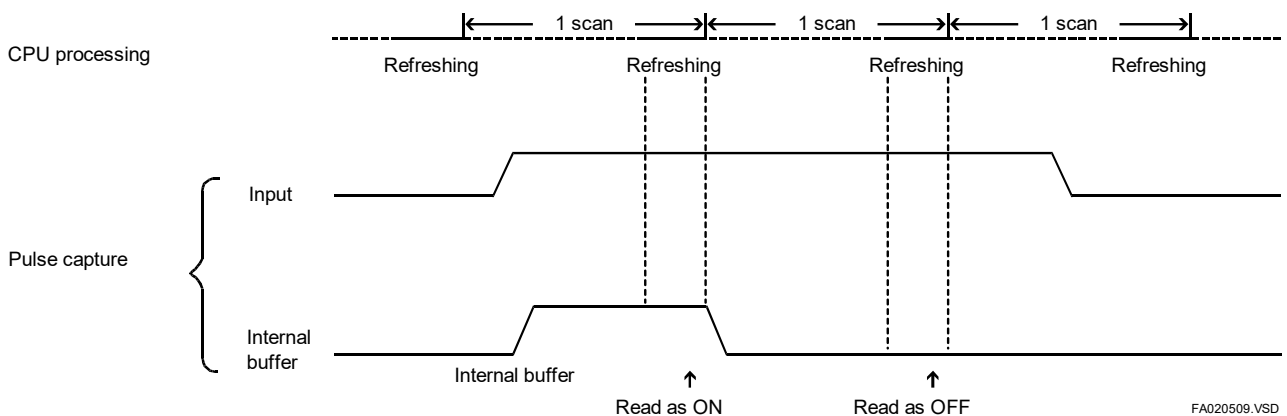 1 scan 1 scan 1 scan
CPU processing
Refreshing Refreshing Refreshing Refreshing
Input
Pulse capture
Internal
buffer
Internal buffer
Read as ON Read as OFF
FA020509.VSD